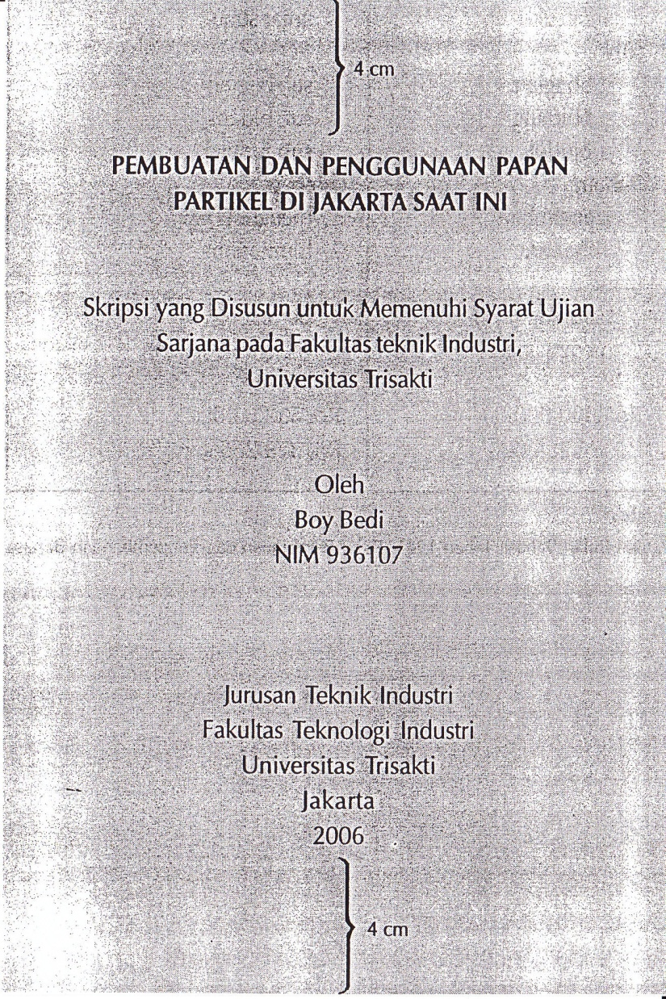 4 cm
PEMBUATAN DAN PENGGUNAAN PAPAN
PARTIKEL DI JAKARTA SAAT INI
Skripsi yang Disusun untuk Memenuhi Syarat Ujian
Sarjana pada Fakultas teknik Industri,
Universitas Trisakti
Oleh
Boy Bedi
NIM 936107
Jurusan Teknik Industri
Fakultas Teknologi Industri
Universitas Trisakti
Jakarta
2006
4 cm